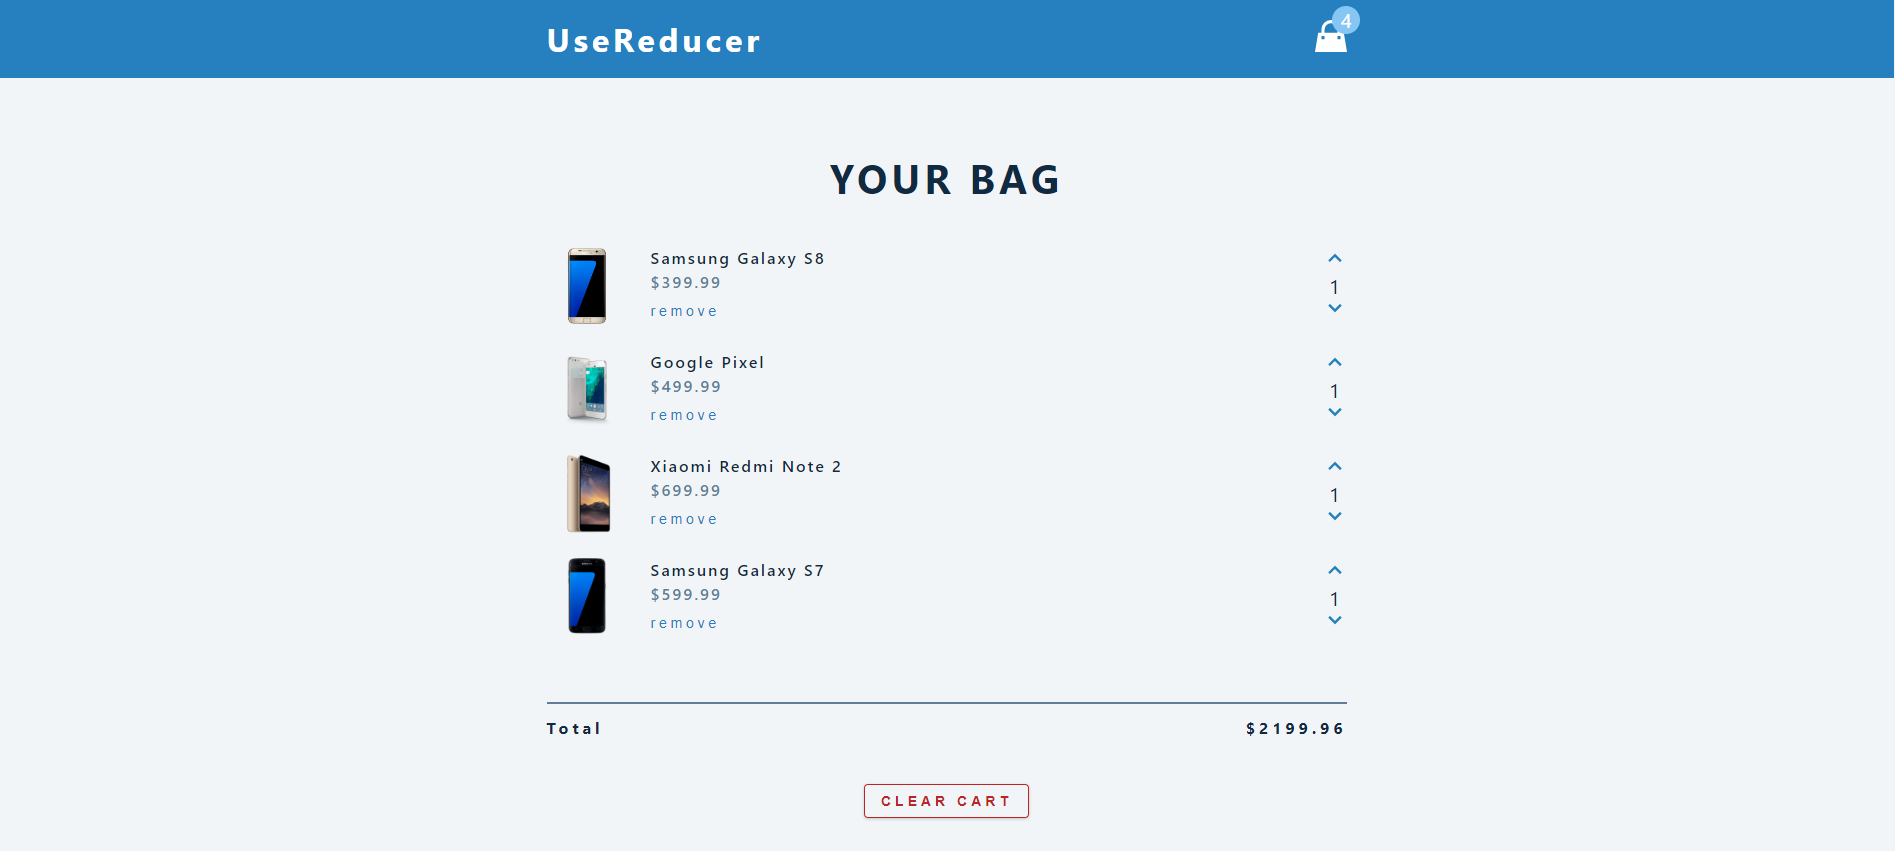 UseReducer
4
YOUR BAG
Samsung Galaxy S8
$399.99
remove
1
Google Pixel
$499.99
remove
1
Xiaomi Redmi Note 2
$699.99
remove
1
Samsung Galaxy S7
$599.99
remove
1
Total $2199.96
CLEAR CART